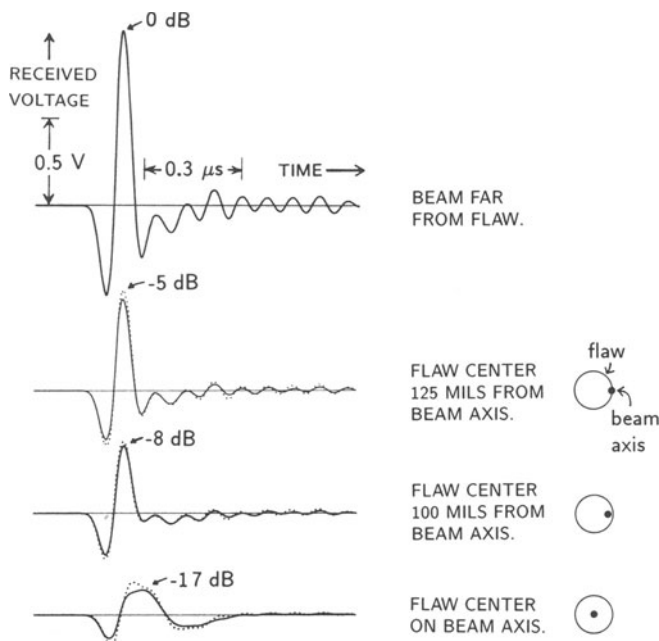 0 dB
RECEIVED
VOLTAGE
0.5 V
0.3 μs
TIME
BEAM FAR
FROM FLAW.
-5 dB
FLAW CENTER
125 MILS FROM
BEAM AXIS.
flaw
beam
axis
-8 dB
FLAW CENTER
100 MILS FROM
BEAM AXIS.
-17 dB
FLAW CENTER
ON BEAM AXIS.